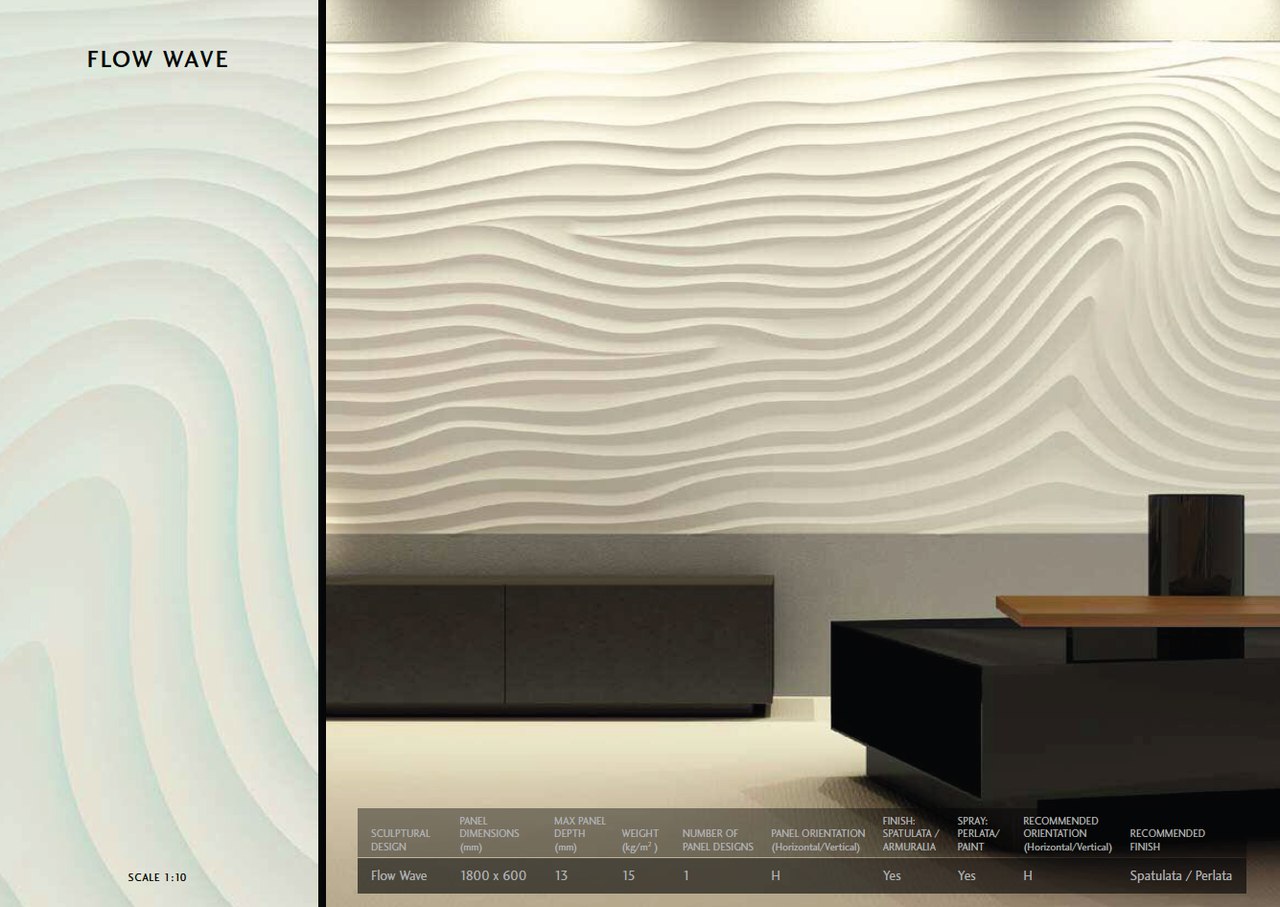 FLOW WAVE
SCALE 1:10
SCULPTURAL DESIGN
PANEL DIMENSIONS (mm)
MAX PANEL DEPTH (mm)
WEIGHT (kg/m²)
NUMBER OF PANEL DESIGNS
PANEL ORIENTATION (Horizontal/Vertical)
FINISH: SPATULATA / ARMURALIA
SPRAY: PERLATA/ PAINT
RECOMMENDED ORIENTATION (Horizontal/Vertical)
RECOMMENDED FINISH
Flow Wave 1800 x 600 13 15 1 H Yes Yes H Spatulata / Perlata